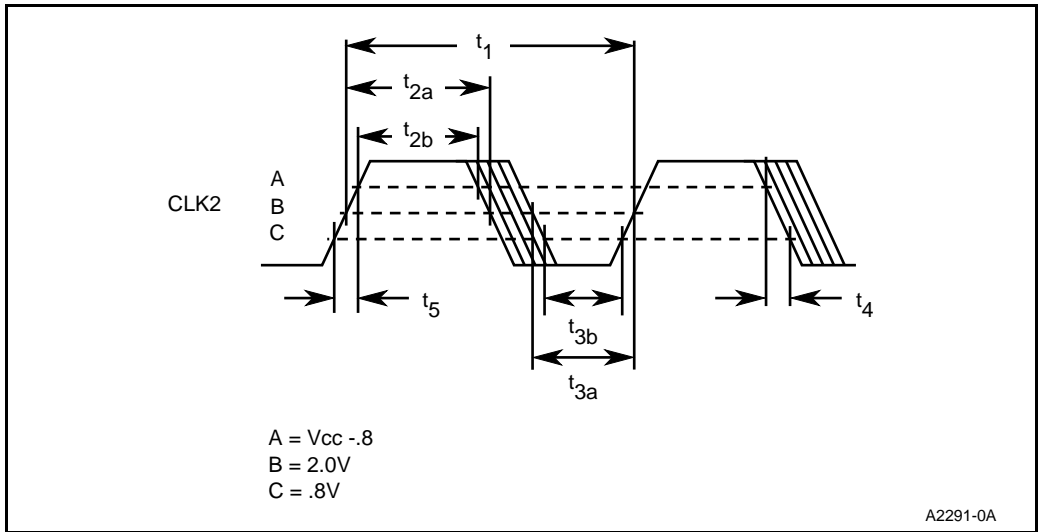 t1
t2a
t2b
A
CLK2
B
C
t5
t4
t3b
t3a
A = Vcc -.8
B = 2.0V
C = .8V
A2291-0A